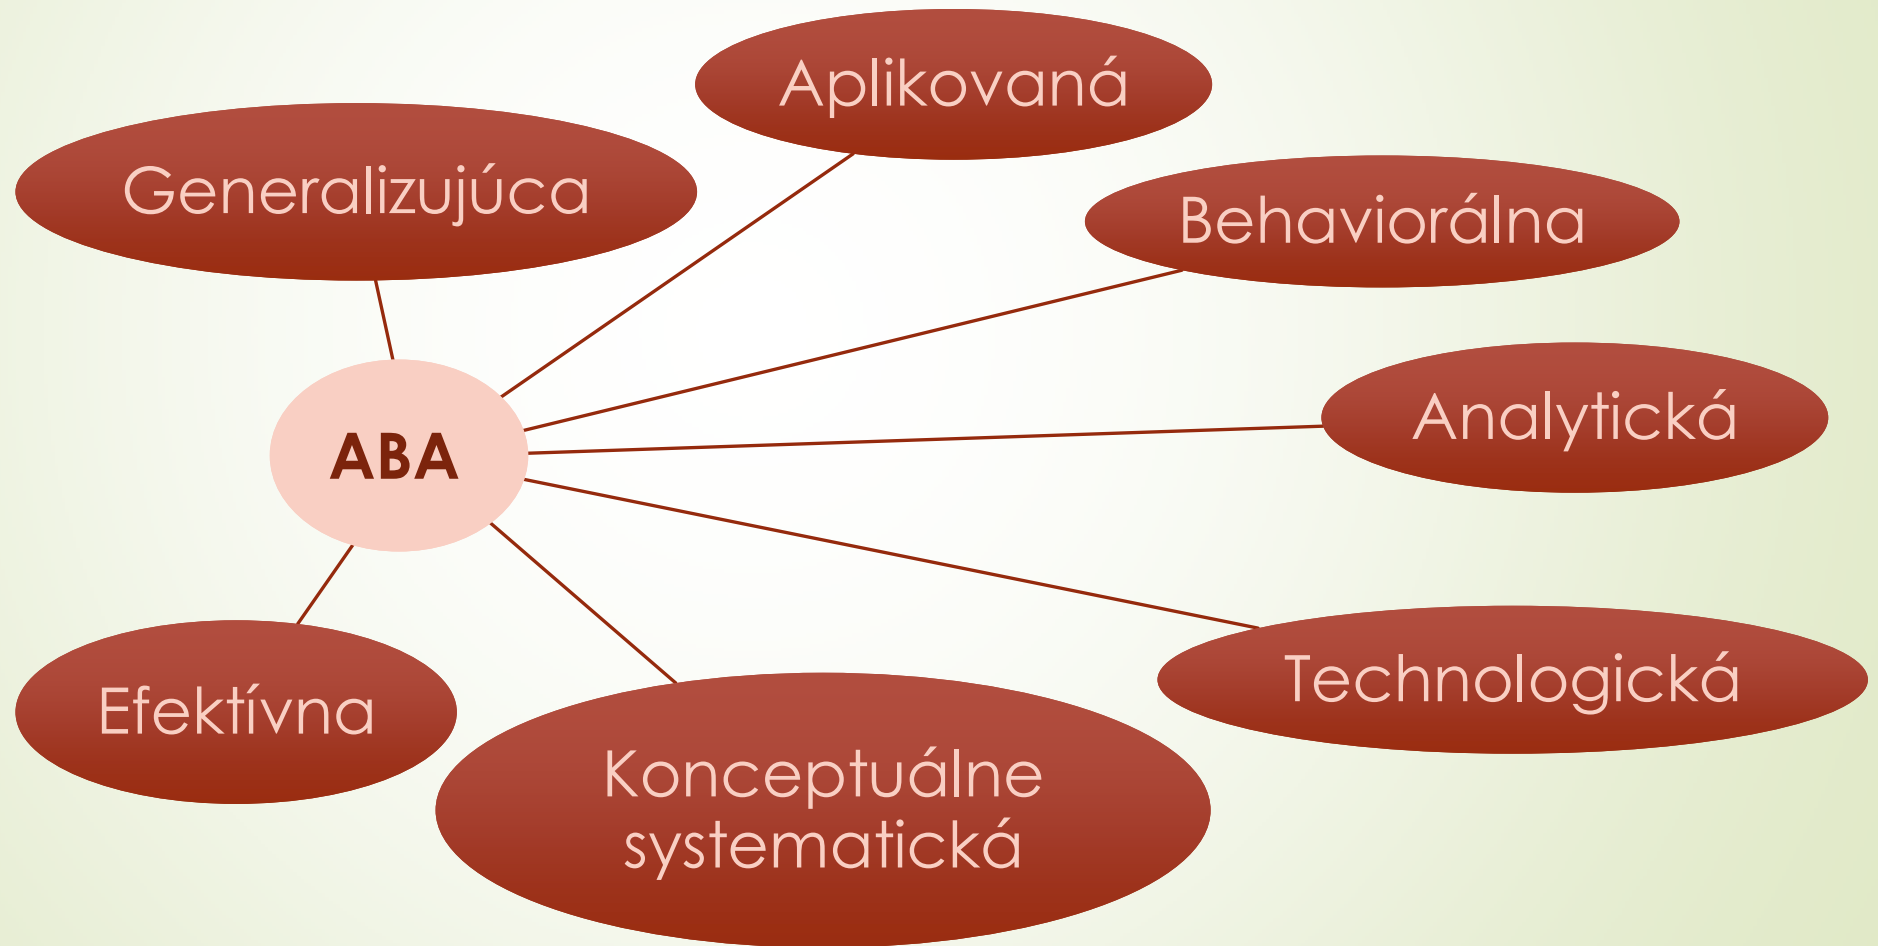 Aplikovaná
Generalizujúca
Behaviorálna
Analytická
ABA
Technologická
Efektívna
Konceptuálne
systematická